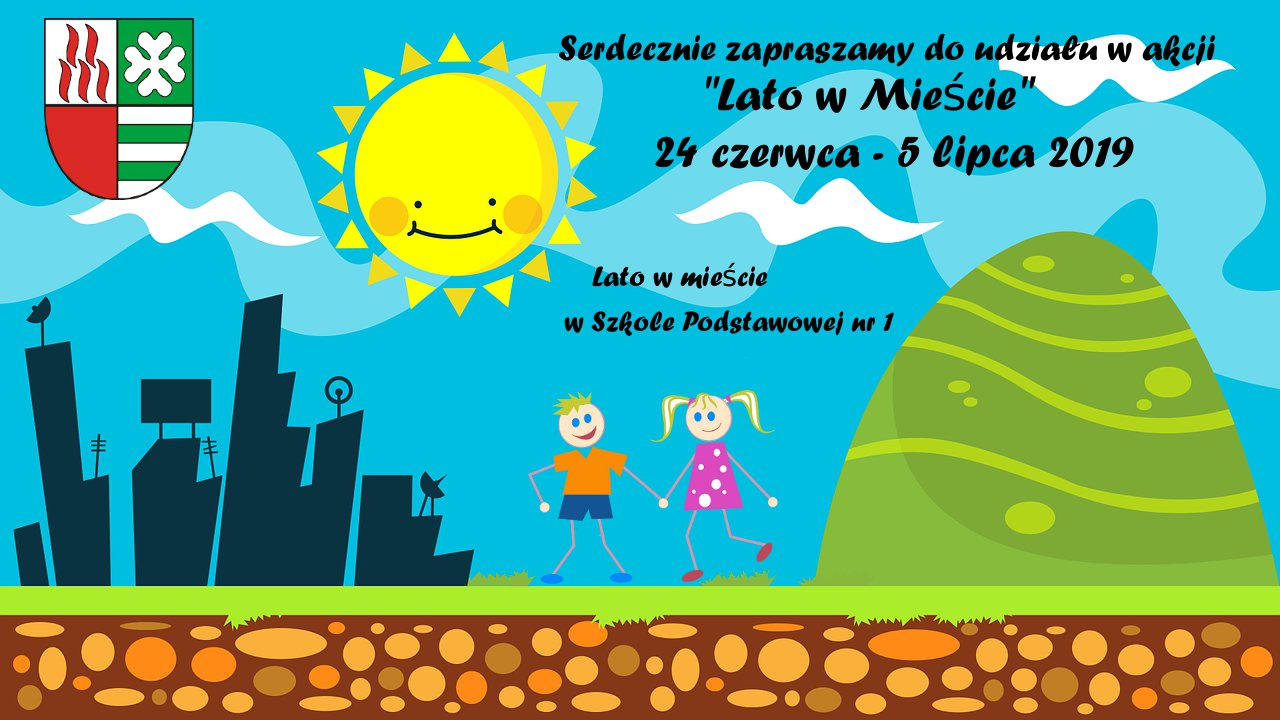 Serdecznie zapraszamy do udziału w akcji
"Lato w Mieście"
24 czerwca - 5 lipca 2019
Lato w mieście
w Szkole Podstawowej nr 1